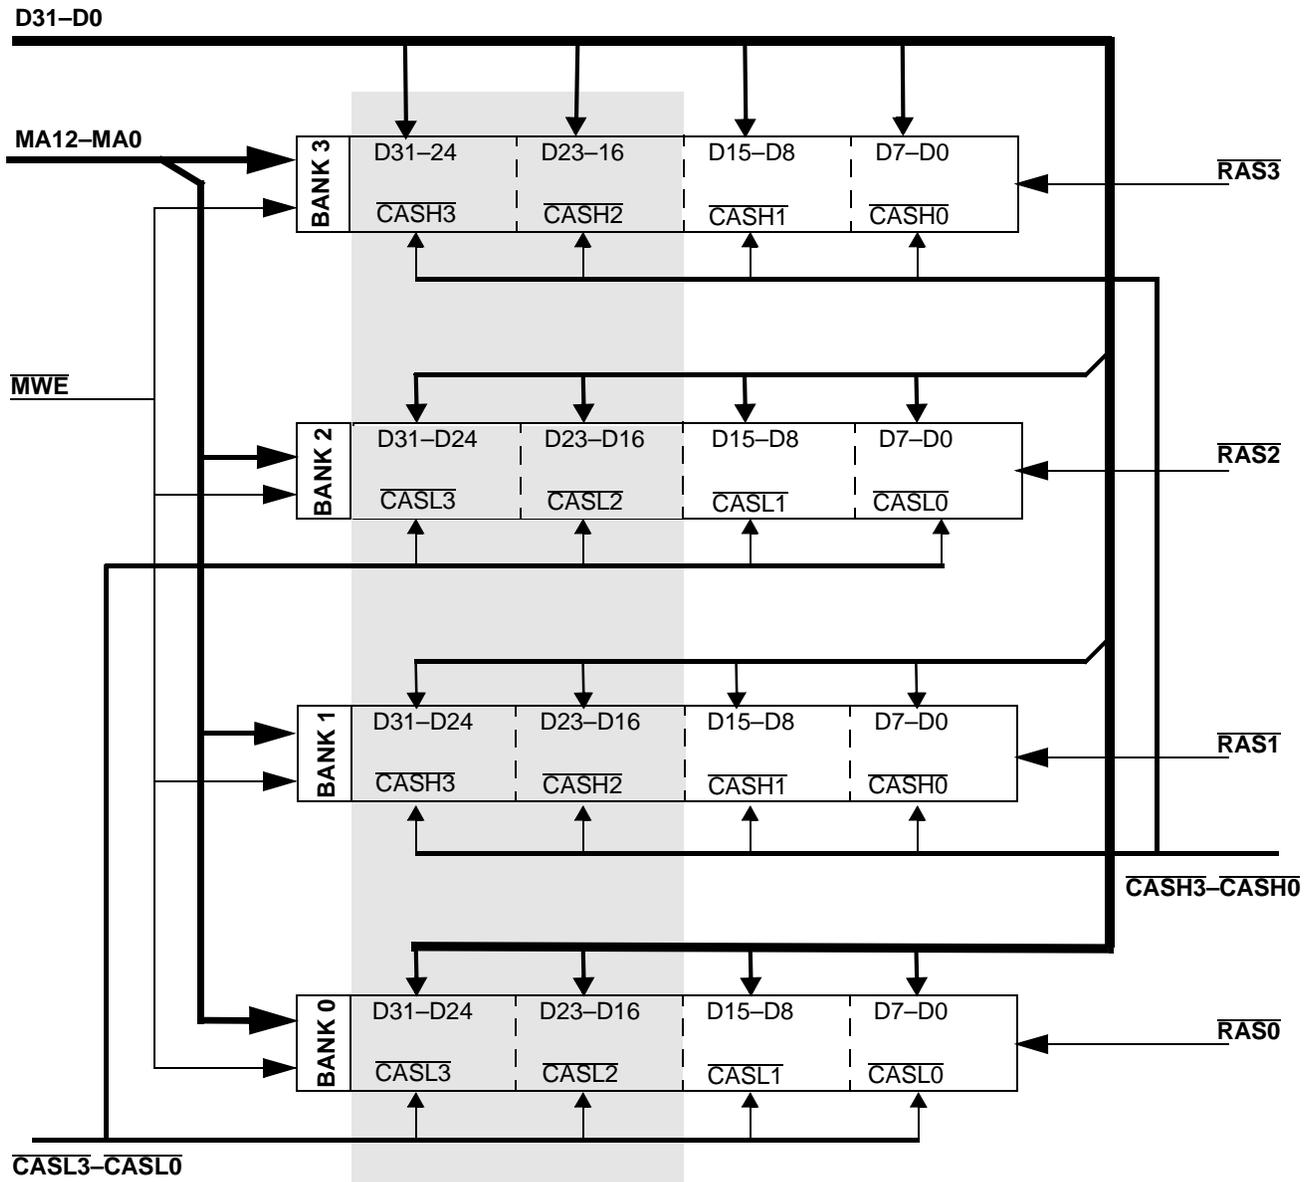 D31–D0
MA12–MA0
BANK 3
D31–24
D23–16
D15–D8
D7–D0
CASH3
CASH2
CASH1
CASH0
RAS3
MWE
BANK 2
D31–D24
D23–D16
D15–D8
D7–D0
CASL3
CASL2
CASL1
CASL0
RAS2
BANK 1
D31–D24
D23–D16
D15–D8
D7–D0
CASH3
CASH2
CASH1
CASH0
RAS1
CASH3–CASH0
BANK 0
D31–D24
D23–D16
D15–D8
D7–D0
CASL3
CASL2
CASL1
CASL0
RAS0
CASL3–CASL0